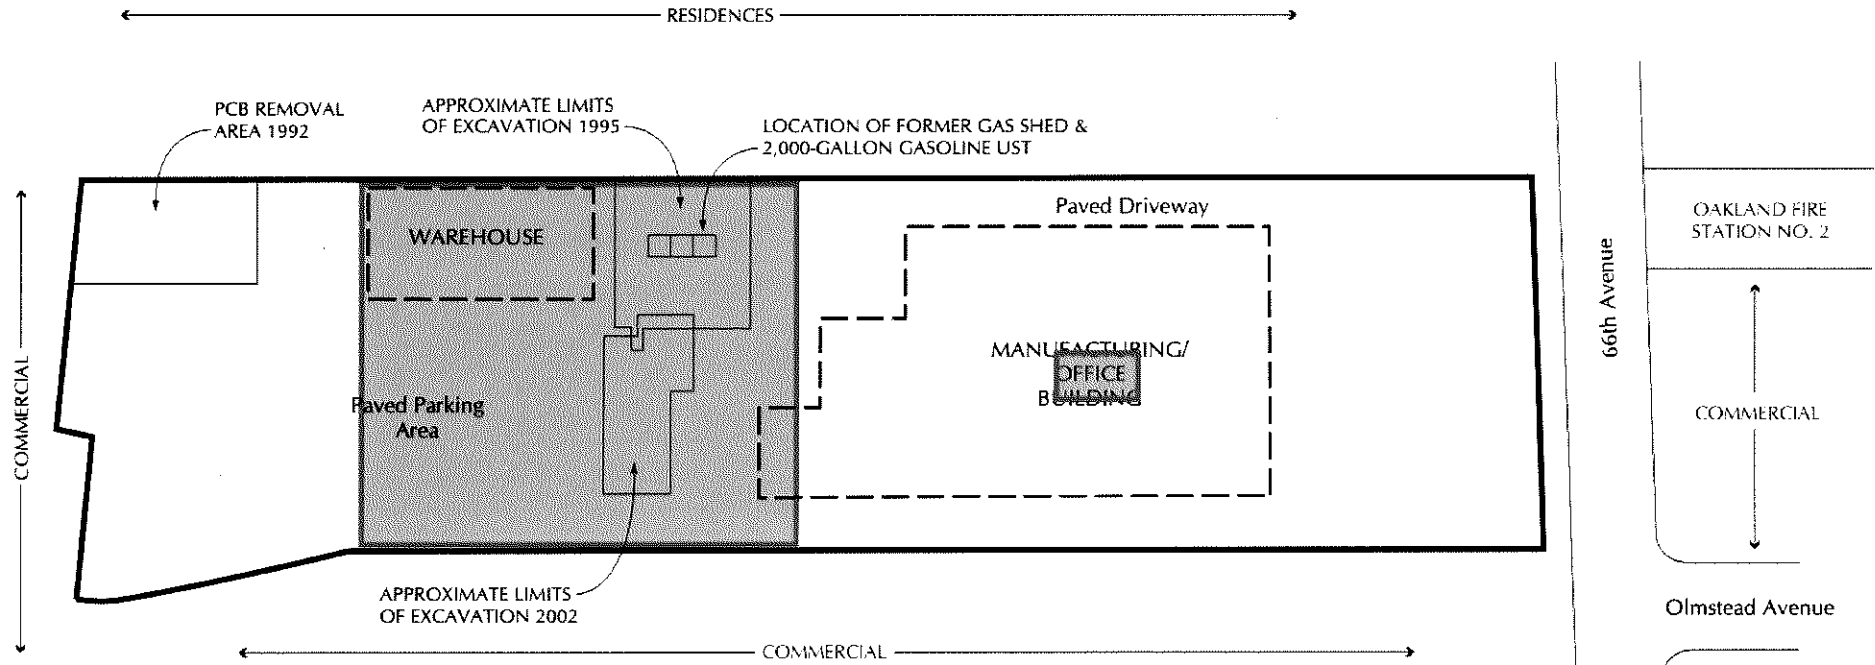 RESIDENCES
PCB REMOVAL
AREA 1992
APPROXIMATE LIMITS
OF EXCAVATION 1995
LOCATION OF FORMER GAS SHED &
2,000-GALLON GASOLINE UST
WAREHOUSE
Paved Driveway
OAKLAND FIRE
STATION NO. 2
66th Avenue
MANUFACTURING/
OFFICE
BUILDING
COMMERCIAL
Paved Parking
Area
COMMERCIAL
APPROXIMATE LIMITS
OF EXCAVATION 2002
Olmstead Avenue
COMMERCIAL